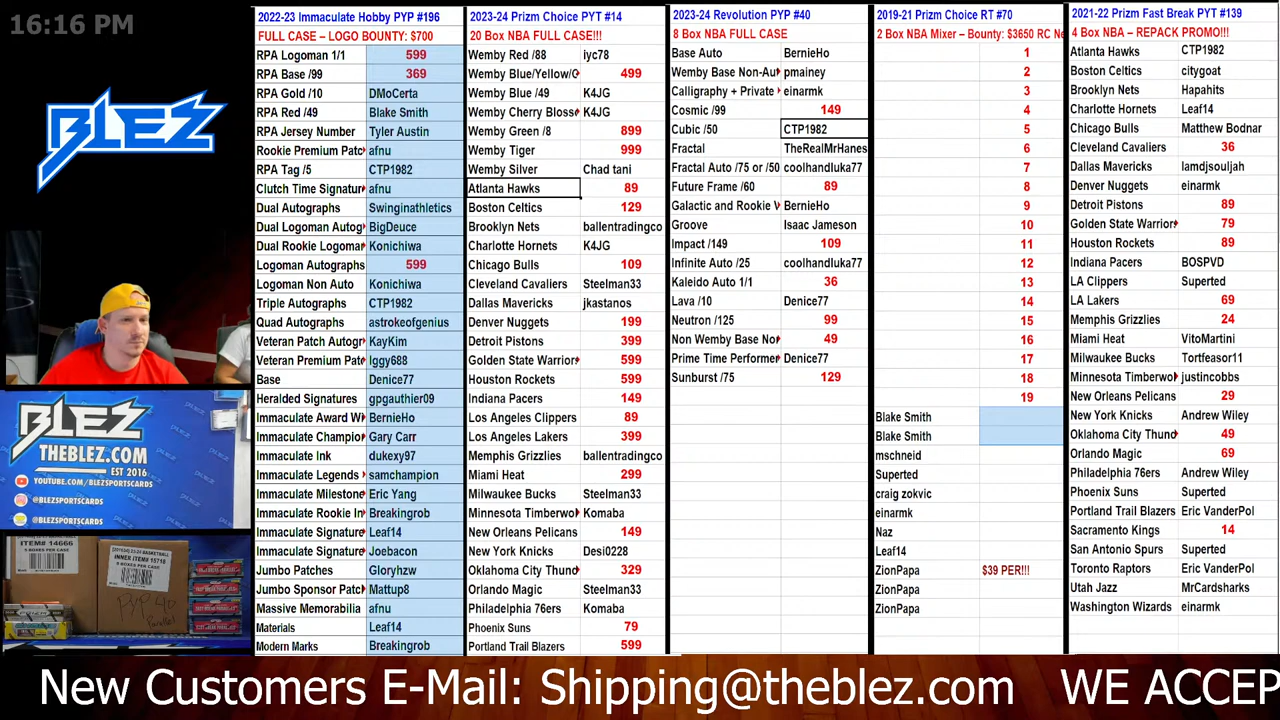 16:16 PM
BLEZ
BLEZ
THEBLEZ.COM
EST 2016
YOUTUBE.COM/BLEZSPORTSCARDS
@BLEZSPORTSCARDS
@BLEZSPORTSCARDS
ITEM# 14666
INNER ITEM# 15718
2022-23 Immaculate Hobby PYP #196
FULL CASE – LOGO BOUNTY: $700
RPA Logoman 1/1 599
RPA Base /99 369
RPA Gold /10 DMoCerta
RPA Red /49 Blake Smith
RPA Jersey Number Tyler Austin
Rookie Premium Patc afnu
RPA Tag /5 CTP1982
Clutch Time Signatur afnu
Dual Autographs Swinginathletics
Dual Logoman Autog BigDeuce
Dual Rookie Logoma Konichiwa
Logoman Autographs 599
Logoman Non Auto Konichiwa
Triple Autographs CTP1982
Quad Autographs astrokeofgenius
Veteran Patch Autogr KayKim
Veteran Premium Pat Iggy688
Base Denice77
Heralded Signatures gpgauthier09
Immaculate Award Wi BernieHo
Immaculate Champio Gary Carr
Immaculate Ink dukexy97
Immaculate Legends samchampion
Immaculate Milestone Eric Yang
Immaculate Rookie In Breakingrob
Immaculate Signature Leaf14
Immaculate Signature Joebacon
Jumbo Patches Gloryhzw
Jumbo Sponsor Patc Mattup8
Massive Memorabilia afnu
Materials Leaf14
Modern Marks Breakingrob
2023-24 Prizm Choice PYT #14
20 Box NBA FULL CASE!!!
Wemby Red /88 iyc78
Wemby Blue/Yellow/G 499
Wemby Blue /49 K4JG
Wemby Cherry Blosso K4JG
Wemby Green /8 899
Wemby Tiger 999
Wemby Silver Chad tani
Atlanta Hawks 89
Boston Celtics 129
Brooklyn Nets ballentradingco
Charlotte Hornets K4JG
Chicago Bulls 109
Cleveland Cavaliers Steelman33
Dallas Mavericks jkastanos
Denver Nuggets 199
Detroit Pistons 399
Golden State Warrior 599
Houston Rockets 599
Indiana Pacers 149
Los Angeles Clippers 89
Los Angeles Lakers 399
Memphis Grizzlies ballentradingco
Miami Heat 299
Milwaukee Bucks Steelman33
Minnesota Timberwo Komaba
New Orleans Pelicans 149
New York Knicks Desi0228
Oklahoma City Thund 329
Orlando Magic Steelman33
Philadelphia 76ers Komaba
Phoenix Suns 79
Portland Trail Blazers 599
2023-24 Revolution PYP #40
8 Box NBA FULL CASE
Base Auto BernieHo
Wemby Base Non-Au pmainey
Calligraphy + Private einarmk
Cosmic /99 149
Cubic /50 CTP1982
Fractal TheRealMrHanes
Fractal Auto /75 or /50 coolhandluka77
Future Frame /60 89
Galactic and Rookie V BernieHo
Groove Isaac Jameson
Impact /149 109
Infinite Auto /25 coolhandluka77
Kaleido Auto 1/1 36
Lava /10 Denice77
Neutron /125 99
Non Wemby Base No 49
Prime Time Performer Denice77
Sunburst /75 129
2019-21 Prizm Choice RT #70
2 Box NBA Mixer – Bounty: $3650 RC Ne
1
2
3
4
5
6
7
8
9
10
11
12
13
14
15
16
17
18
19
Blake Smith
Blake Smith
mschneid
Superted
craig zokvic
einarmk
Naz
Leaf14
ZionPapa $39 PER!!!
ZionPapa
ZionPapa
2021-22 Prizm Fast Break PYT #139
4 Box NBA – REPACK PROMO!!!
Atlanta Hawks CTP1982
Boston Celtics citygoat
Brooklyn Nets Hapahits
Charlotte Hornets Leaf14
Chicago Bulls Matthew Bodnar
Cleveland Cavaliers 36
Dallas Mavericks Iamdjsouljah
Denver Nuggets einarmk
Detroit Pistons 89
Golden State Warrior 79
Houston Rockets 89
Indiana Pacers BOSPVD
LA Clippers Superted
LA Lakers 69
Memphis Grizzlies 24
Miami Heat VitoMartini
Milwaukee Bucks Tortfeasor11
Minnesota Timberwo justincobbs
New Orleans Pelicans 29
New York Knicks Andrew Wiley
Oklahoma City Thund 49
Orlando Magic 69
Philadelphia 76ers Andrew Wiley
Phoenix Suns Superted
Portland Trail Blazers Eric VanderPol
Sacramento Kings 14
San Antonio Spurs Superted
Toronto Raptors Eric VanderPol
Utah Jazz MrCardsharks
Washington Wizards einarmk
New Customers E-Mail: Shipping@theblez.com WE ACCEP